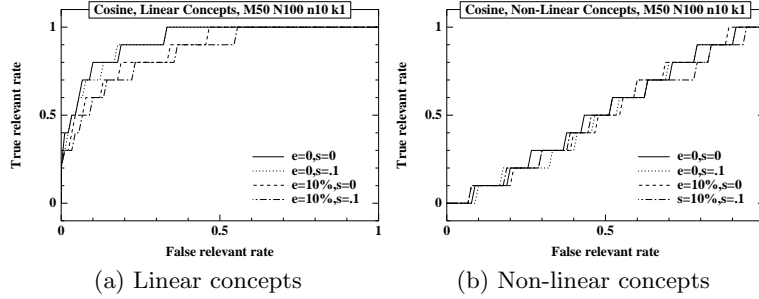 Cosine, Linear Concepts, M50 N100 n10 k1
1
0.5
0
True relevant rate
e=0,s=0
e=0,s=.1
e=10%,s=0
e=10%,s=.1
0
0.5
1
False relevant rate
(a) Linear concepts
Cosine, Non-Linear Concepts, M50 N100 n10 k1
1
0.5
0
True relevant rate
e=0,s=0
e=0,s=.1
e=10%,s=0
s=10%,s=.1
0
0.5
1
False relevant rate
(b) Non-linear concepts